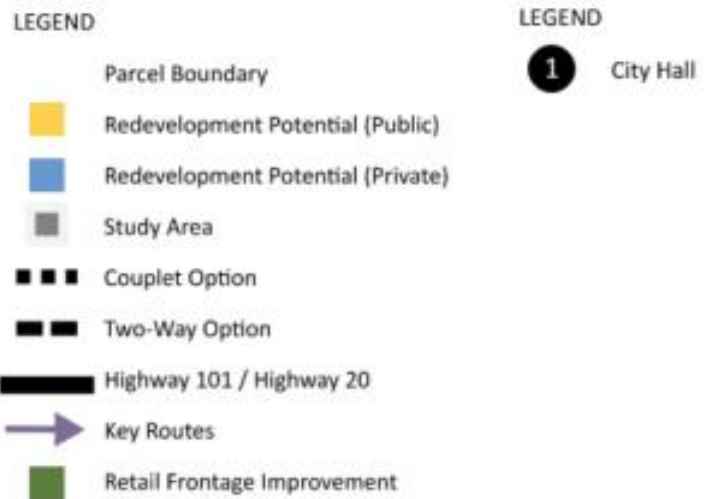 LEGEND
Parcel Boundary
Redevelopment Potential (Public)
Redevelopment Potential (Private)
Study Area
Couplet Option
Two-Way Option
Highway 101 / Highway 20
Key Routes
Retail Frontage Improvement
LEGEND
1 City Hall